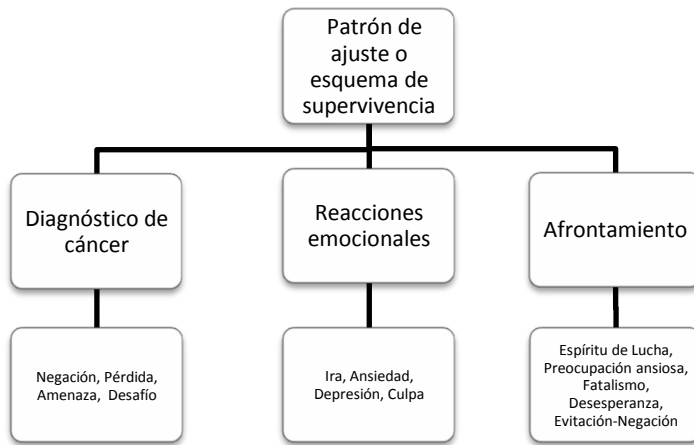 Patrón de
ajuste o
esquema de
supervivencia
Diagnóstico de
cáncer
Reacciones
emocionales
Afrontamiento
Negación, Pérdida,
Amenaza, Desafío
Ira, Ansiedad,
Depresión, Culpa
Espíritu de Lucha,
Preocupación ansiosa,
Fatalismo,
Desesperanza,
Evitación-Negación